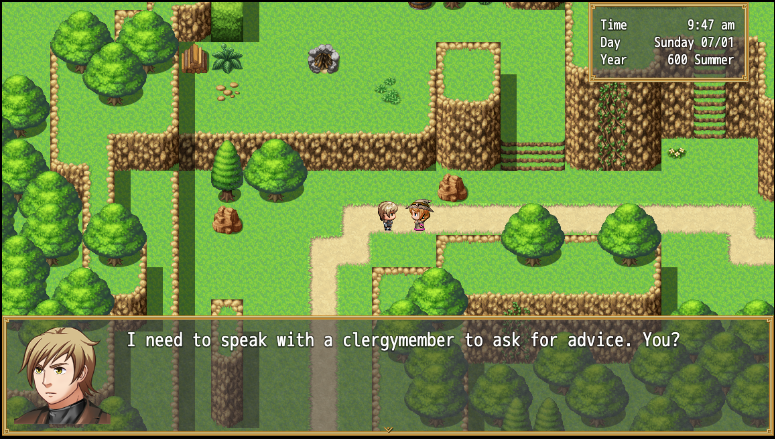 Time 9:47 am
Day Sunday 07/01
Year 600 Summer
I need to speak with a clergymember to ask for advice. You?